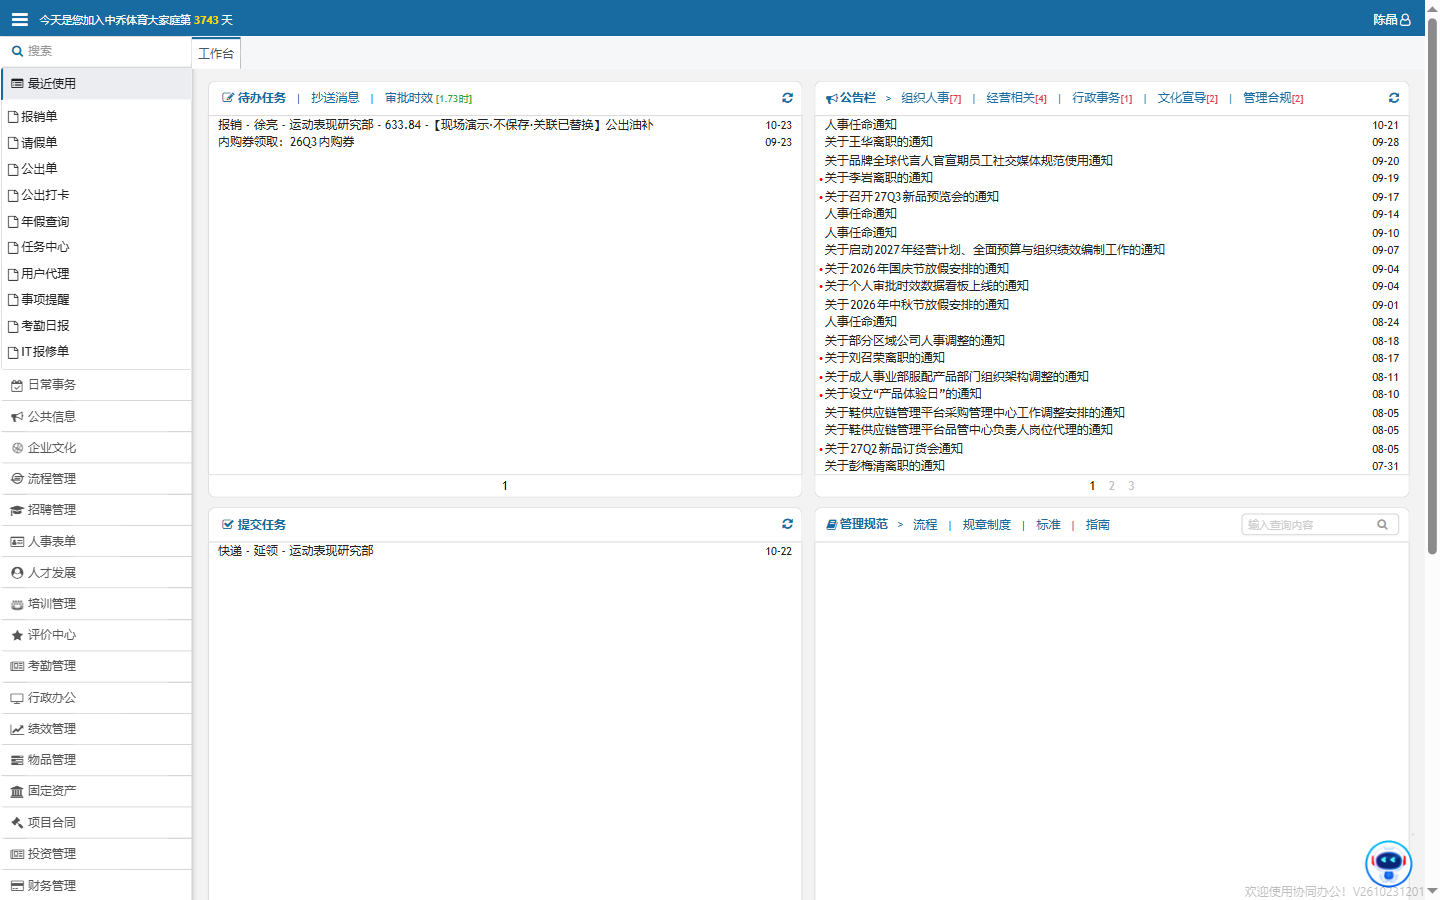 今天是您加入中乔体育大家庭第 3743 天
陈晶
搜索
工作台
最近使用
报销单
请假单
公出单
公出打卡
年假查询
任务中心
用户代理
事项提醒
考勤日报
IT报修单
日常事务
公共信息
企业文化
流程管理
招聘管理
人事表单
人才发展
培训管理
评价中心
考勤管理
行政办公
绩效管理
物品管理
固定资产
项目合同
投资管理
财务管理
待办任务 | 抄送消息 | 审批时效 [1.73时]
报销 - 徐亮 - 运动表现研究部 - 633.84 -【现场演示·不保存·关联已替换】公出油补 10-23
内购券领取：26Q3内购券 09-23
1
公告栏 > 组织人事[7] | 经营相关[4] | 行政事务[1] | 文化宣导[2] | 管理合规[2]
人事任命通知 10-21
关于王华离职的通知 09-28
关于品牌全球代言人官宣期员工社交媒体规范使用通知 09-20
关于李岩离职的通知 09-19
关于召开27Q3新品预览会的通知 09-17
人事任命通知 09-14
人事任命通知 09-10
关于启动2027年经营计划、全面预算与组织绩效编制工作的通知 09-07
关于2026年国庆节放假安排的通知 09-04
关于个人审批时效数据看板上线的通知 09-04
关于2026年中秋节放假安排的通知 09-01
人事任命通知 08-24
关于部分区域公司人事调整的通知 08-18
关于刘召荣离职的通知 08-17
关于成人事业部服配产品部门组织架构调整的通知 08-11
关于设立“产品体验日”的通知 08-10
关于鞋供应链管理平台采购管理中心工作调整安排的通知 08-05
关于鞋供应链管理平台品管中心负责人岗位代理的通知 08-05
关于27Q2新品订货会通知 08-05
关于彭梅清离职的通知 07-31
1 2 3
提交任务
快递 - 延领 - 运动表现研究部 10-22
管理规范 > 流程 | 规章制度 | 标准 | 指南
输入查询内容
欢迎使用协同办公！V2610231201